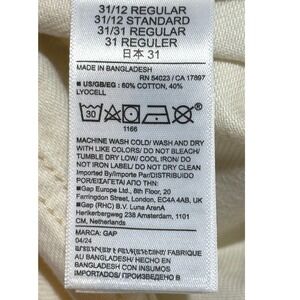 31/12 REGULAR
31/12 STANDARD
31/31 REGULAR
31 REGULER
日本 31
MADE IN BANGLADESH
RN 54023 / CA 17897
■ US/GB/EG : 60% COTTON, 40%
LYOCELL
30
1166
MACHINE WASH COLD/ WASH AND DRY
WITH LIKE COLORS/ DO NOT BLEACH/
TUMBLE DRY LOW/ COOL IRON/ DO
NOT IRON LABEL/ DO NOT DRY CLEAN
Imported By/Importe Par/DISTRIBUIDO
POR/ΕΙΣΑΓΕΤΑΙ ΑΠΟ ΤΗΝ:
■Gap Europe Ltd., 8th Floor, 20
Farringdon Street, London, EC4A 4AB, UK
■Gap (RHC) B.V. Luna ArenA
Herikerbergweg 238 Amsterdam, 1101
CM, Netherlands
MARCA: GAP
04/24
FABRIQUE
AU BANGLADESH/ HECHO EN
BANGLADESH CON INSUMOS
IMPORTADOS/